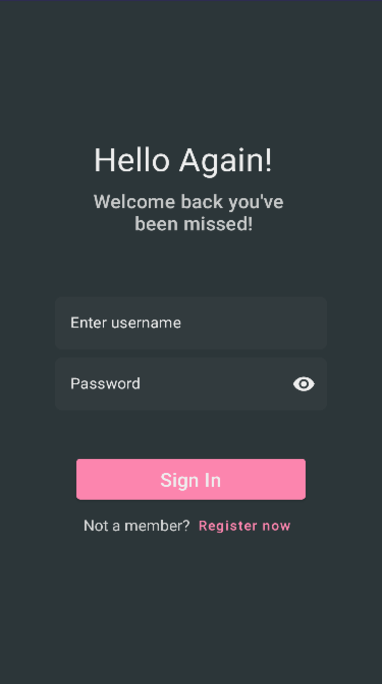 Hello Again!
Welcome back you've
been missed!
Enter username
Password
Sign In
Not a member? Register now